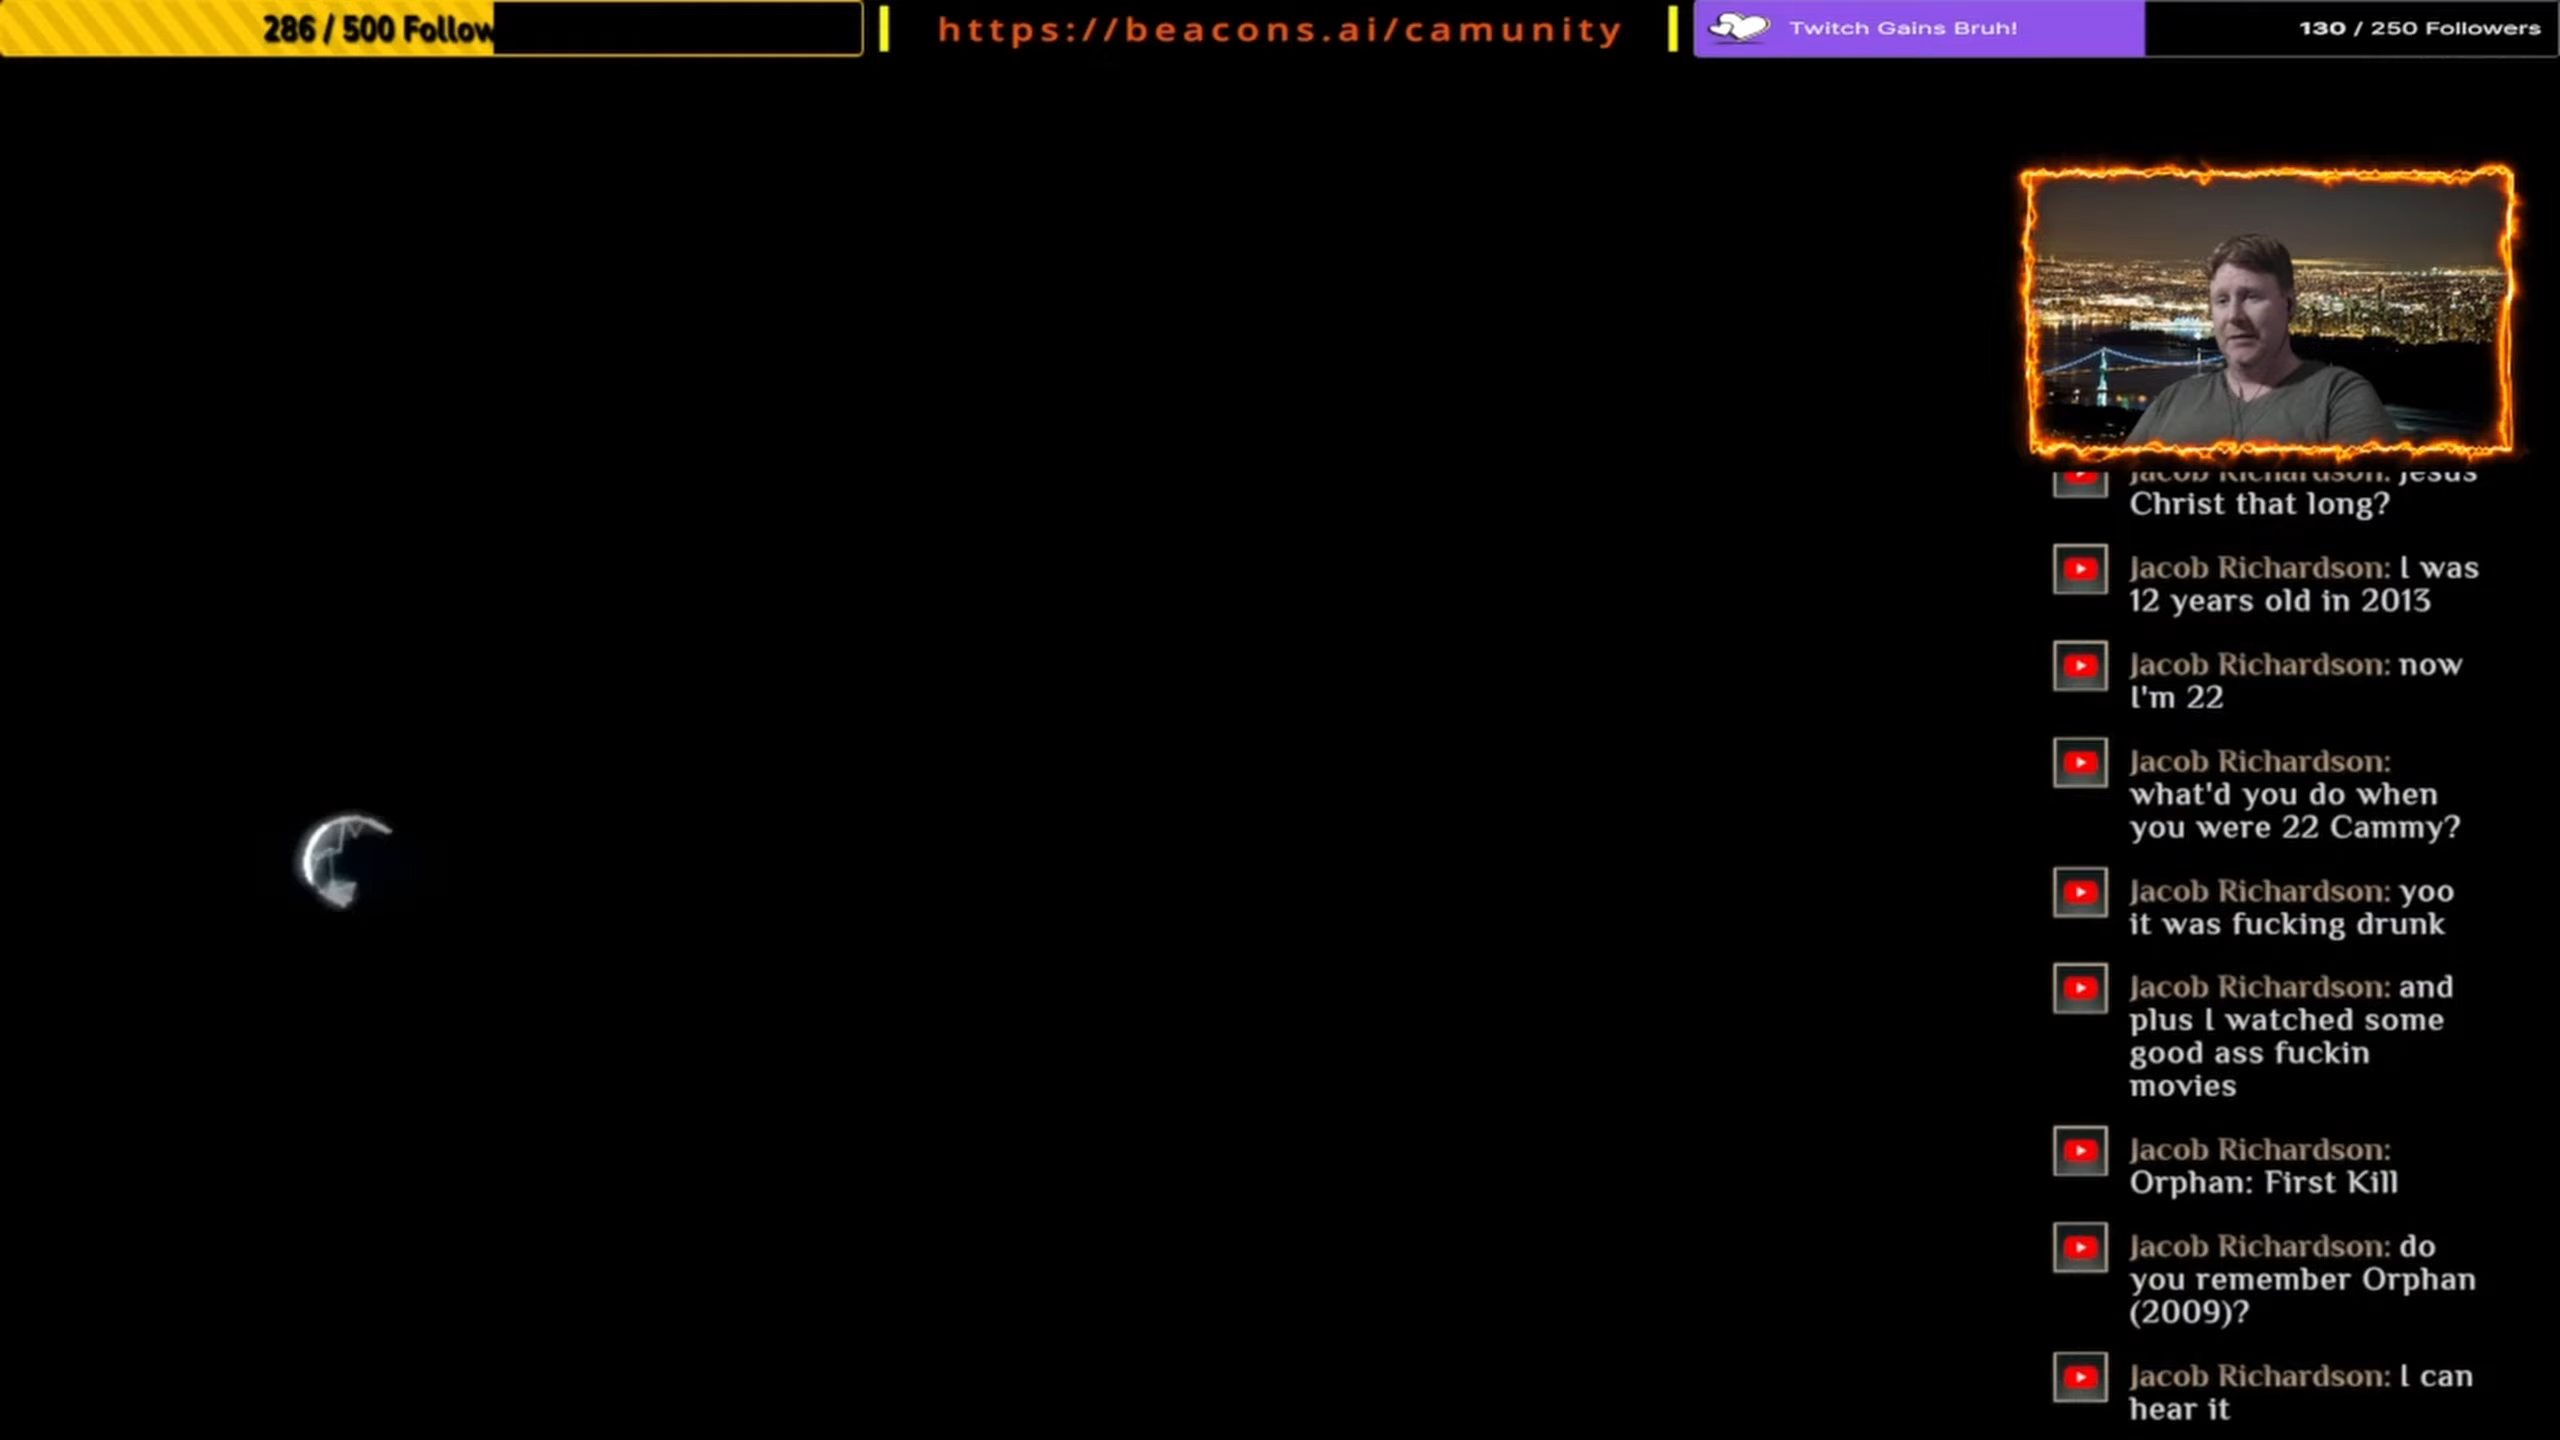 286 / 500 Follow
https://beacons.ai/camunity
Twitch Gains Bruh!
130 / 250 Followers
Jacob Richardson: Jesus
Christ that long?
Jacob Richardson: I was
12 years old in 2013
Jacob Richardson: now
I'm 22
Jacob Richardson:
what'd you do when
you were 22 Cammy?
Jacob Richardson: yoo
it was fucking drunk
Jacob Richardson: and
plus I watched some
good ass fuckin
movies
Jacob Richardson:
Orphan: First Kill
Jacob Richardson: do
you remember Orphan
(2009)?
Jacob Richardson: I can
hear it